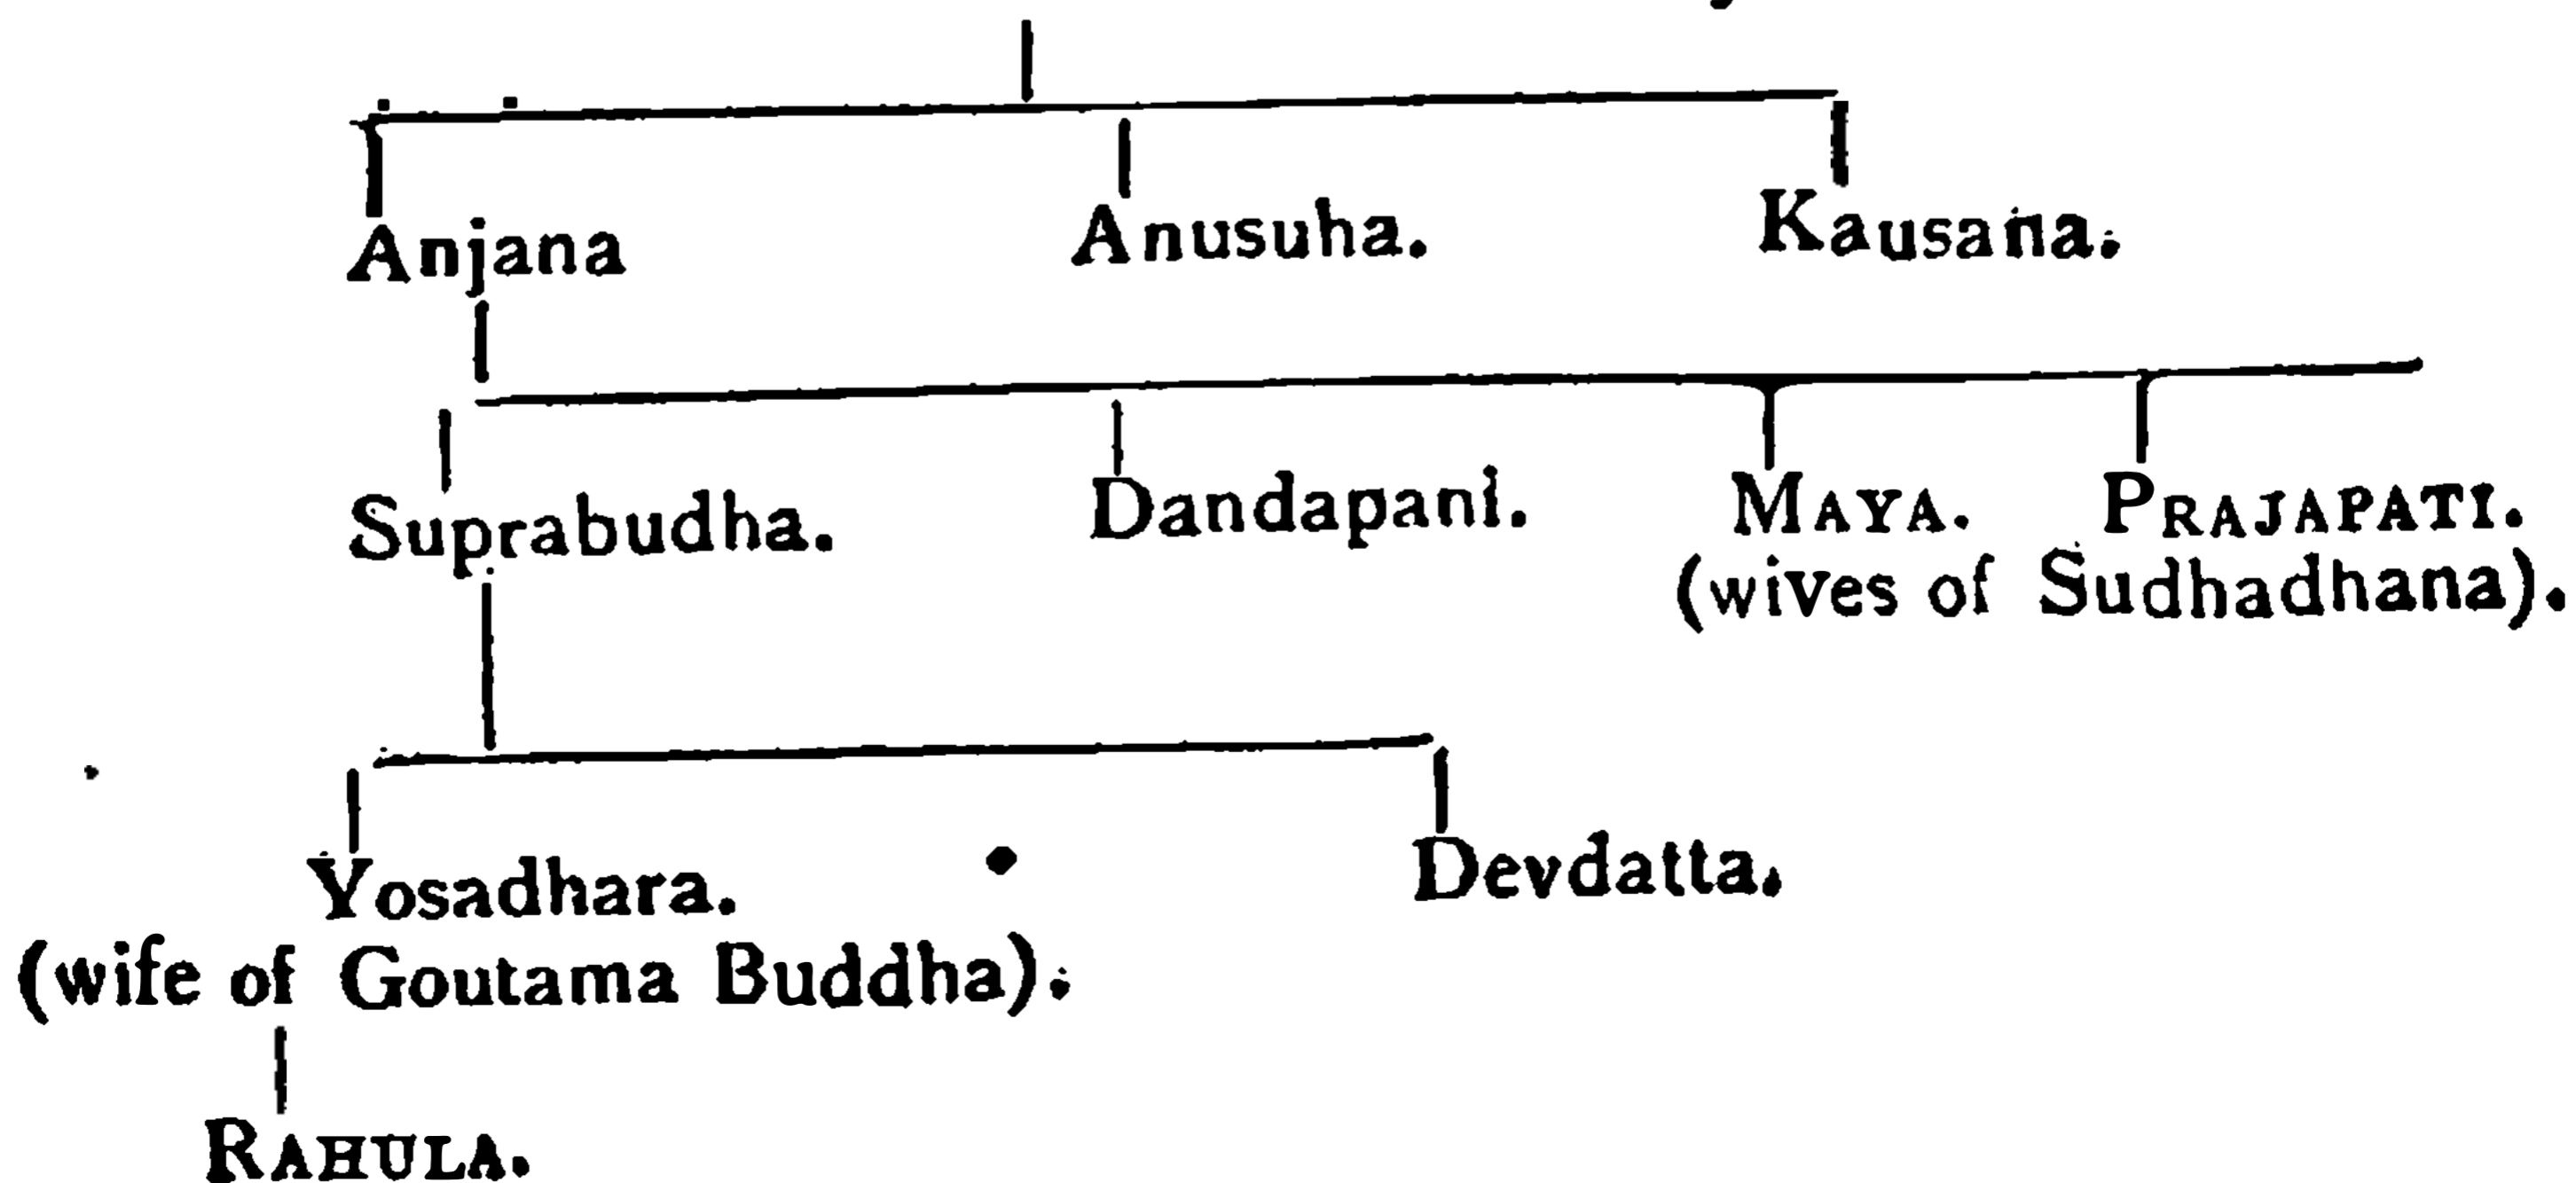 Anjana Anusuha. Kausana.
Suprabudha. Dandapani. MAYA. PRAJAPATI.
(wives of Sudhadhana).
Yosadhara. Devdatta.
(wife of Goutama Buddha).
RAHULA.